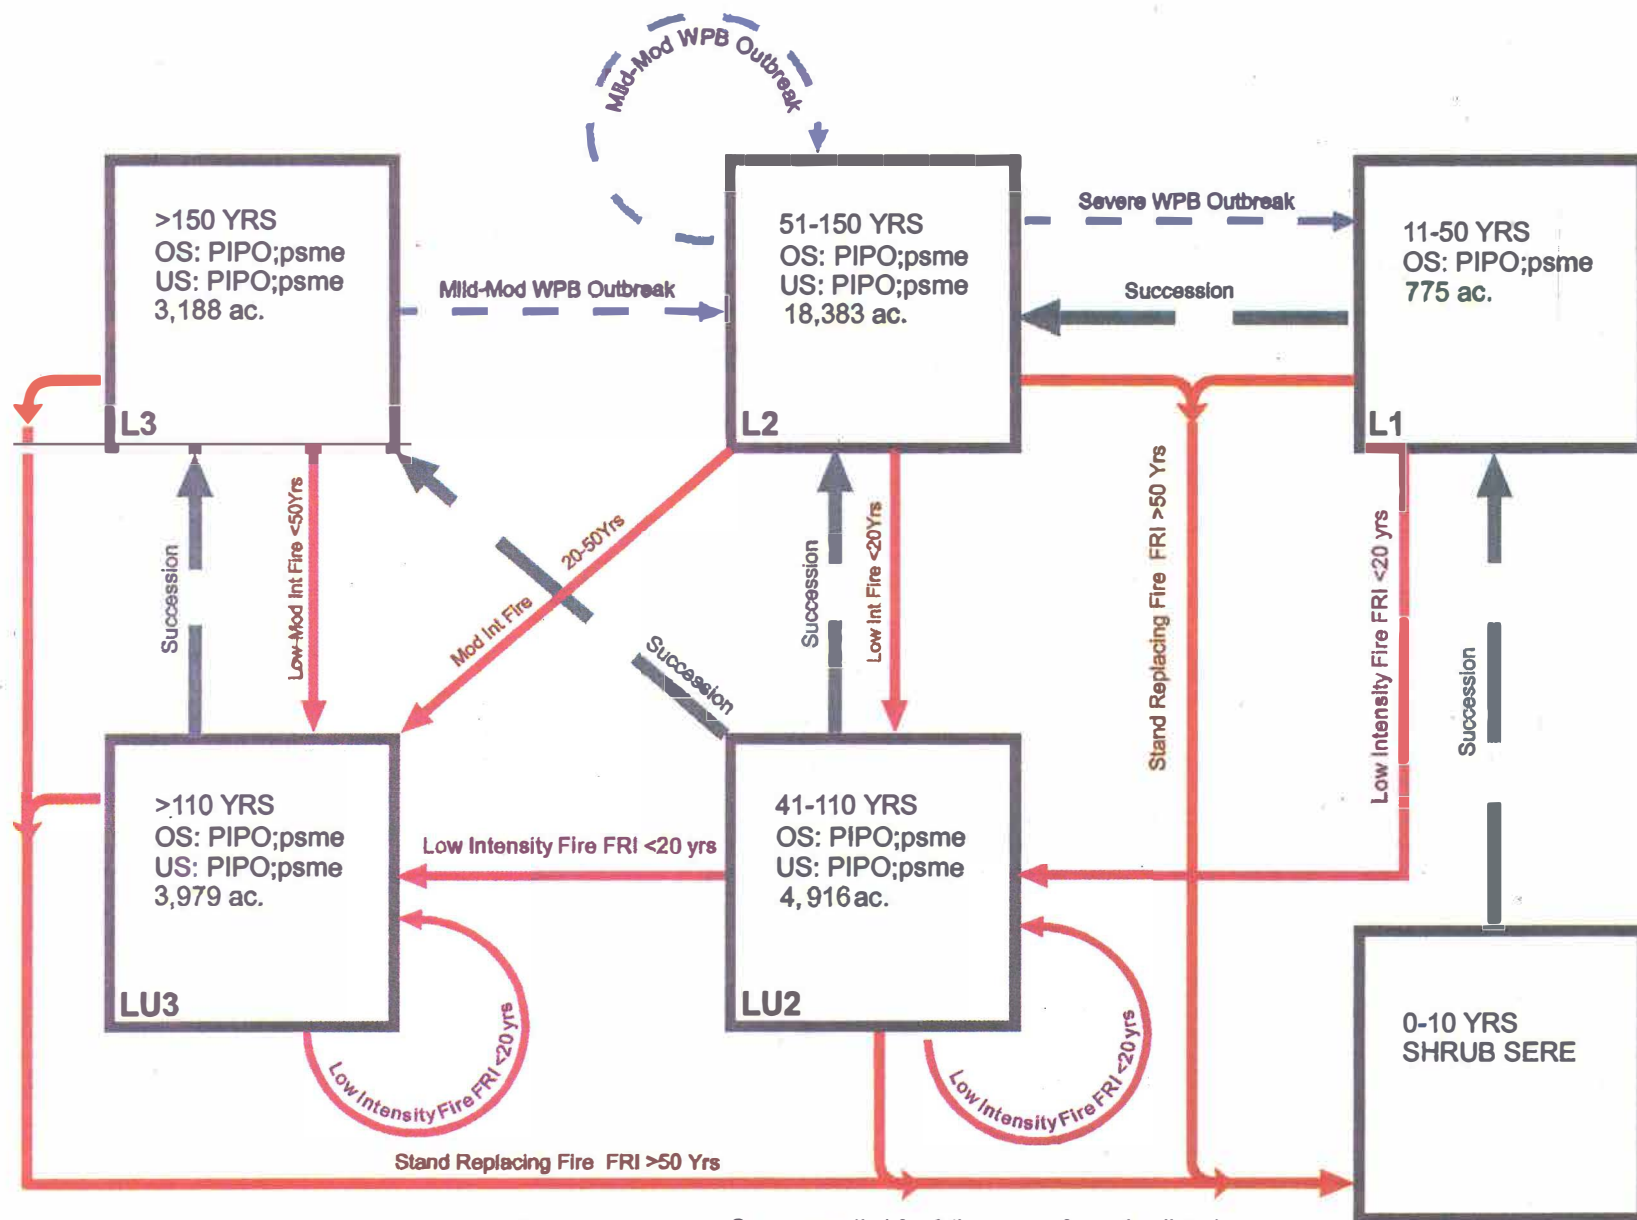 Mild-Mod WPB Outbreak
>150 YRS
OS: PIPO;psme
US: PIPO;psme
3,188 ac.
L3
Mild-Mod WPB Outbreak
51-150 YRS
OS: PIPO;psme
US: PIPO;psme
18,383 ac.
L2
Severe WPB Outbreak
Succession
11-50 YRS
OS: PIPO;psme
775 ac.
L1
Succession
Low-Mod Int Fire <50Yrs
Mod Int Fire 20-50Yrs
Succession
Succession
Low Int Fire <20Yrs
Stand Replacing Fire FRI >50 Yrs
Low Intensity Fire FRI <20 yrs
Succession
>110 YRS
OS: PIPO;psme
US: PIPO;psme
3,979 ac.
LU3
Low Intensity Fire FRI <20 yrs
41-110 YRS
OS: PIPO;psme
US: PIPO;psme
4,916 ac.
LU2
Low Intensity Fire FRI <20 yrs
Low Intensity Fire FRI <20 yrs
0-10 YRS
SHRUB SERE
Stand Replacing Fire FRI >50 Yrs